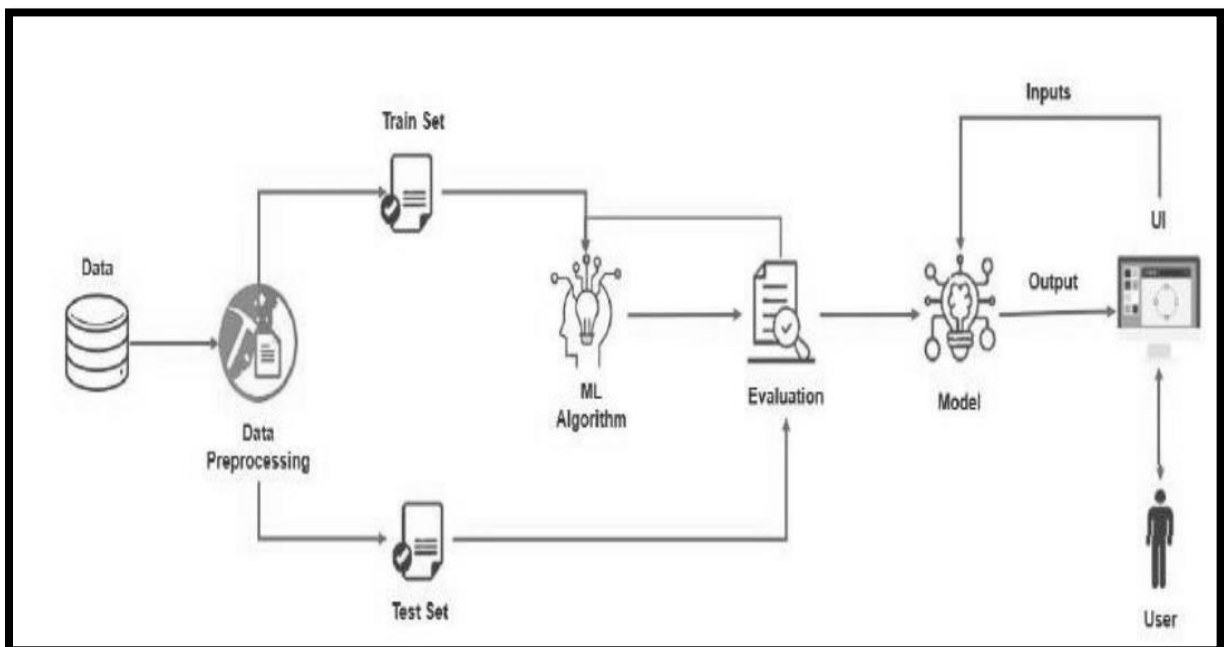 Data
Data
Preprocessing
Train Set
Test Set
ML
Algorithm
Evaluation
Model
Inputs
Output
UI
User